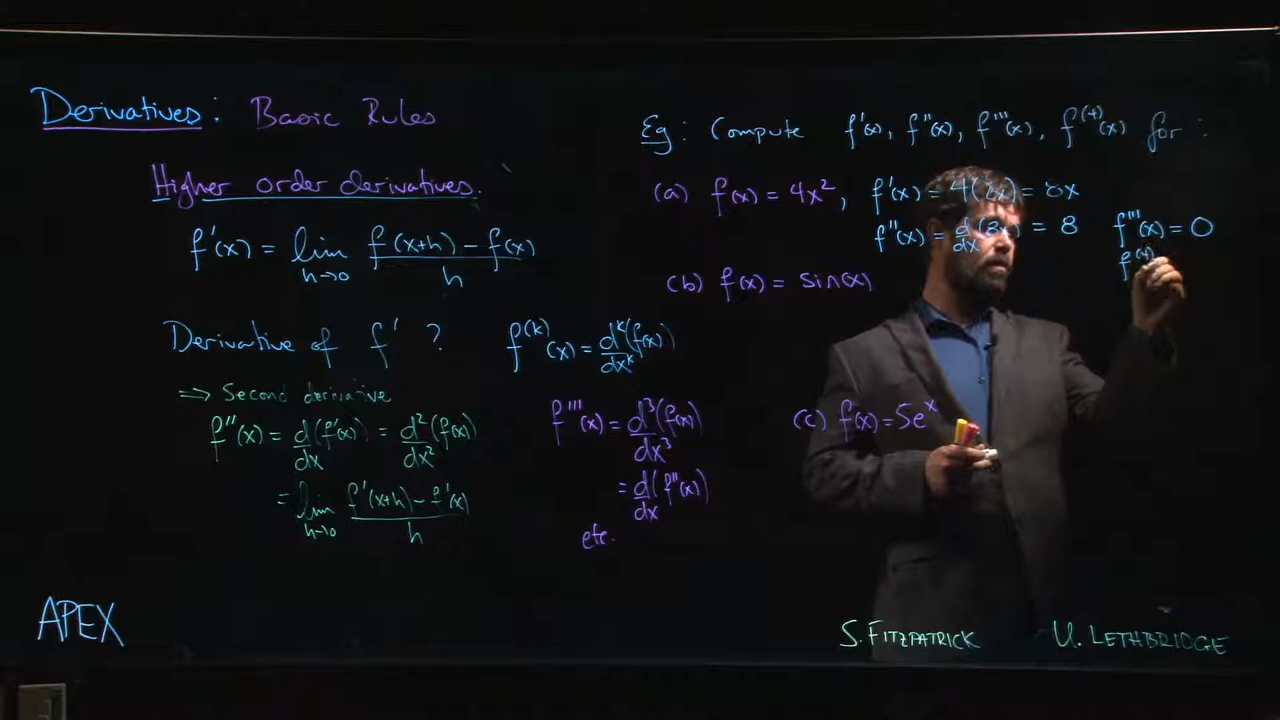 Derivatives: Basic Rules
Higher order derivatives.
f'(x) = lim h→0 f(x+h) − f(x) / h
Derivative of f' ?
⇒ Second derivative
f''(x) = d/dx (f'(x)) = d²/dx² (f(x))
= lim h→0 f'(x+h) − f'(x) / h
f^(k)(x) = d^k/dx^k (f(x))
f'''(x) = d³/dx³ (f(x))
= d/dx (f''(x))
etc.
Eg: Compute f'(x), f''(x), f'''(x), f^(4)(x) for:
(a) f(x) = 4x², f'(x) = 4(2x) = 8x
f''(x) = d/dx (8x) = 8 f'''(x) = 0
f^(4)
(b) f(x) = sin(x)
(c) f(x) = 5e^x
APEX
S. FITZPATRICK U. LETHBRIDGE